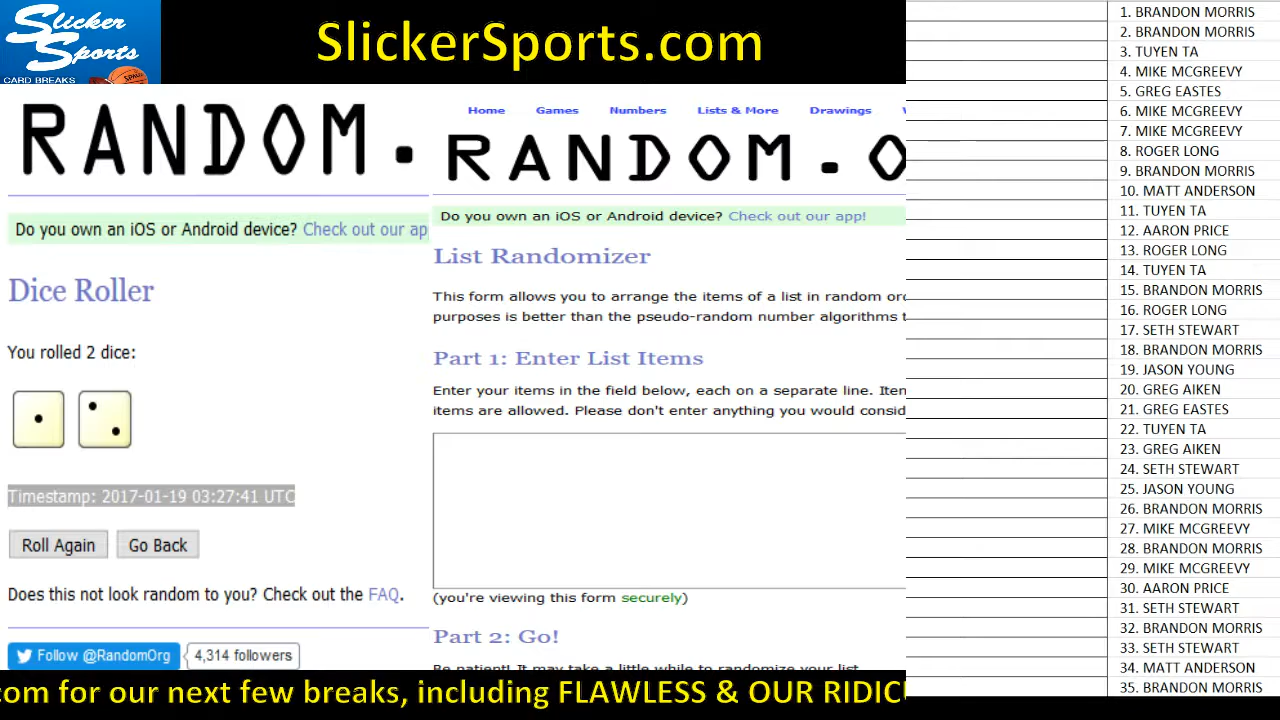 Slicker
Sports
CARD BREAKS
SlickerSports.com
RANDOM.
Do you own an iOS or Android device? Check out our ap
Dice Roller
You rolled 2 dice:
Timestamp: 2017-01-19 03:27:41 UTC
Roll Again Go Back
Does this not look random to you? Check out the FAQ.
Follow @RandomOrg 4,314 followers
Home Games Numbers Lists & More Drawings
RANDOM.O
Do you own an iOS or Android device? Check out our app!
List Randomizer
This form allows you to arrange the items of a list in random or
purposes is better than the pseudo-random number algorithms t
Part 1: Enter List Items
Enter your items in the field below, each on a separate line. Iten
items are allowed. Please don't enter anything you would consid
(you're viewing this form securely)
Part 2: Go!
Be patient! It may take a little while to randomize your list
1. BRANDON MORRIS
2. BRANDON MORRIS
3. TUYEN TA
4. MIKE MCGREEVY
5. GREG EASTES
6. MIKE MCGREEVY
7. MIKE MCGREEVY
8. ROGER LONG
9. BRANDON MORRIS
10. MATT ANDERSON
11. TUYEN TA
12. AARON PRICE
13. ROGER LONG
14. TUYEN TA
15. BRANDON MORRIS
16. ROGER LONG
17. SETH STEWART
18. BRANDON MORRIS
19. JASON YOUNG
20. GREG AIKEN
21. GREG EASTES
22. TUYEN TA
23. GREG AIKEN
24. SETH STEWART
25. JASON YOUNG
26. BRANDON MORRIS
27. MIKE MCGREEVY
28. BRANDON MORRIS
29. MIKE MCGREEVY
30. AARON PRICE
31. SETH STEWART
32. BRANDON MORRIS
33. SETH STEWART
34. MATT ANDERSON
35. BRANDON MORRIS
.com for our next few breaks, including FLAWLESS & OUR RIDIC